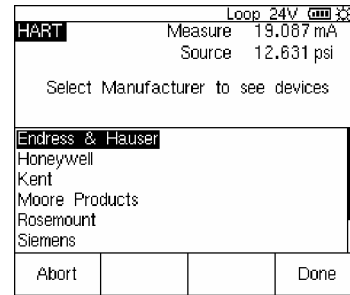 Loop 24V
HART Measure 19.087 mA
Source 12.631 psi
Select Manufacturer to see devices
Endress & Hauser
Honeywell
Kent
Moore Products
Rosemount
Siemens
Abort Done